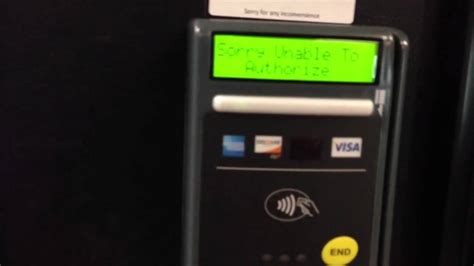 Sorry for any inconvenience
Sorry Unable To
Authorize
VISA
END